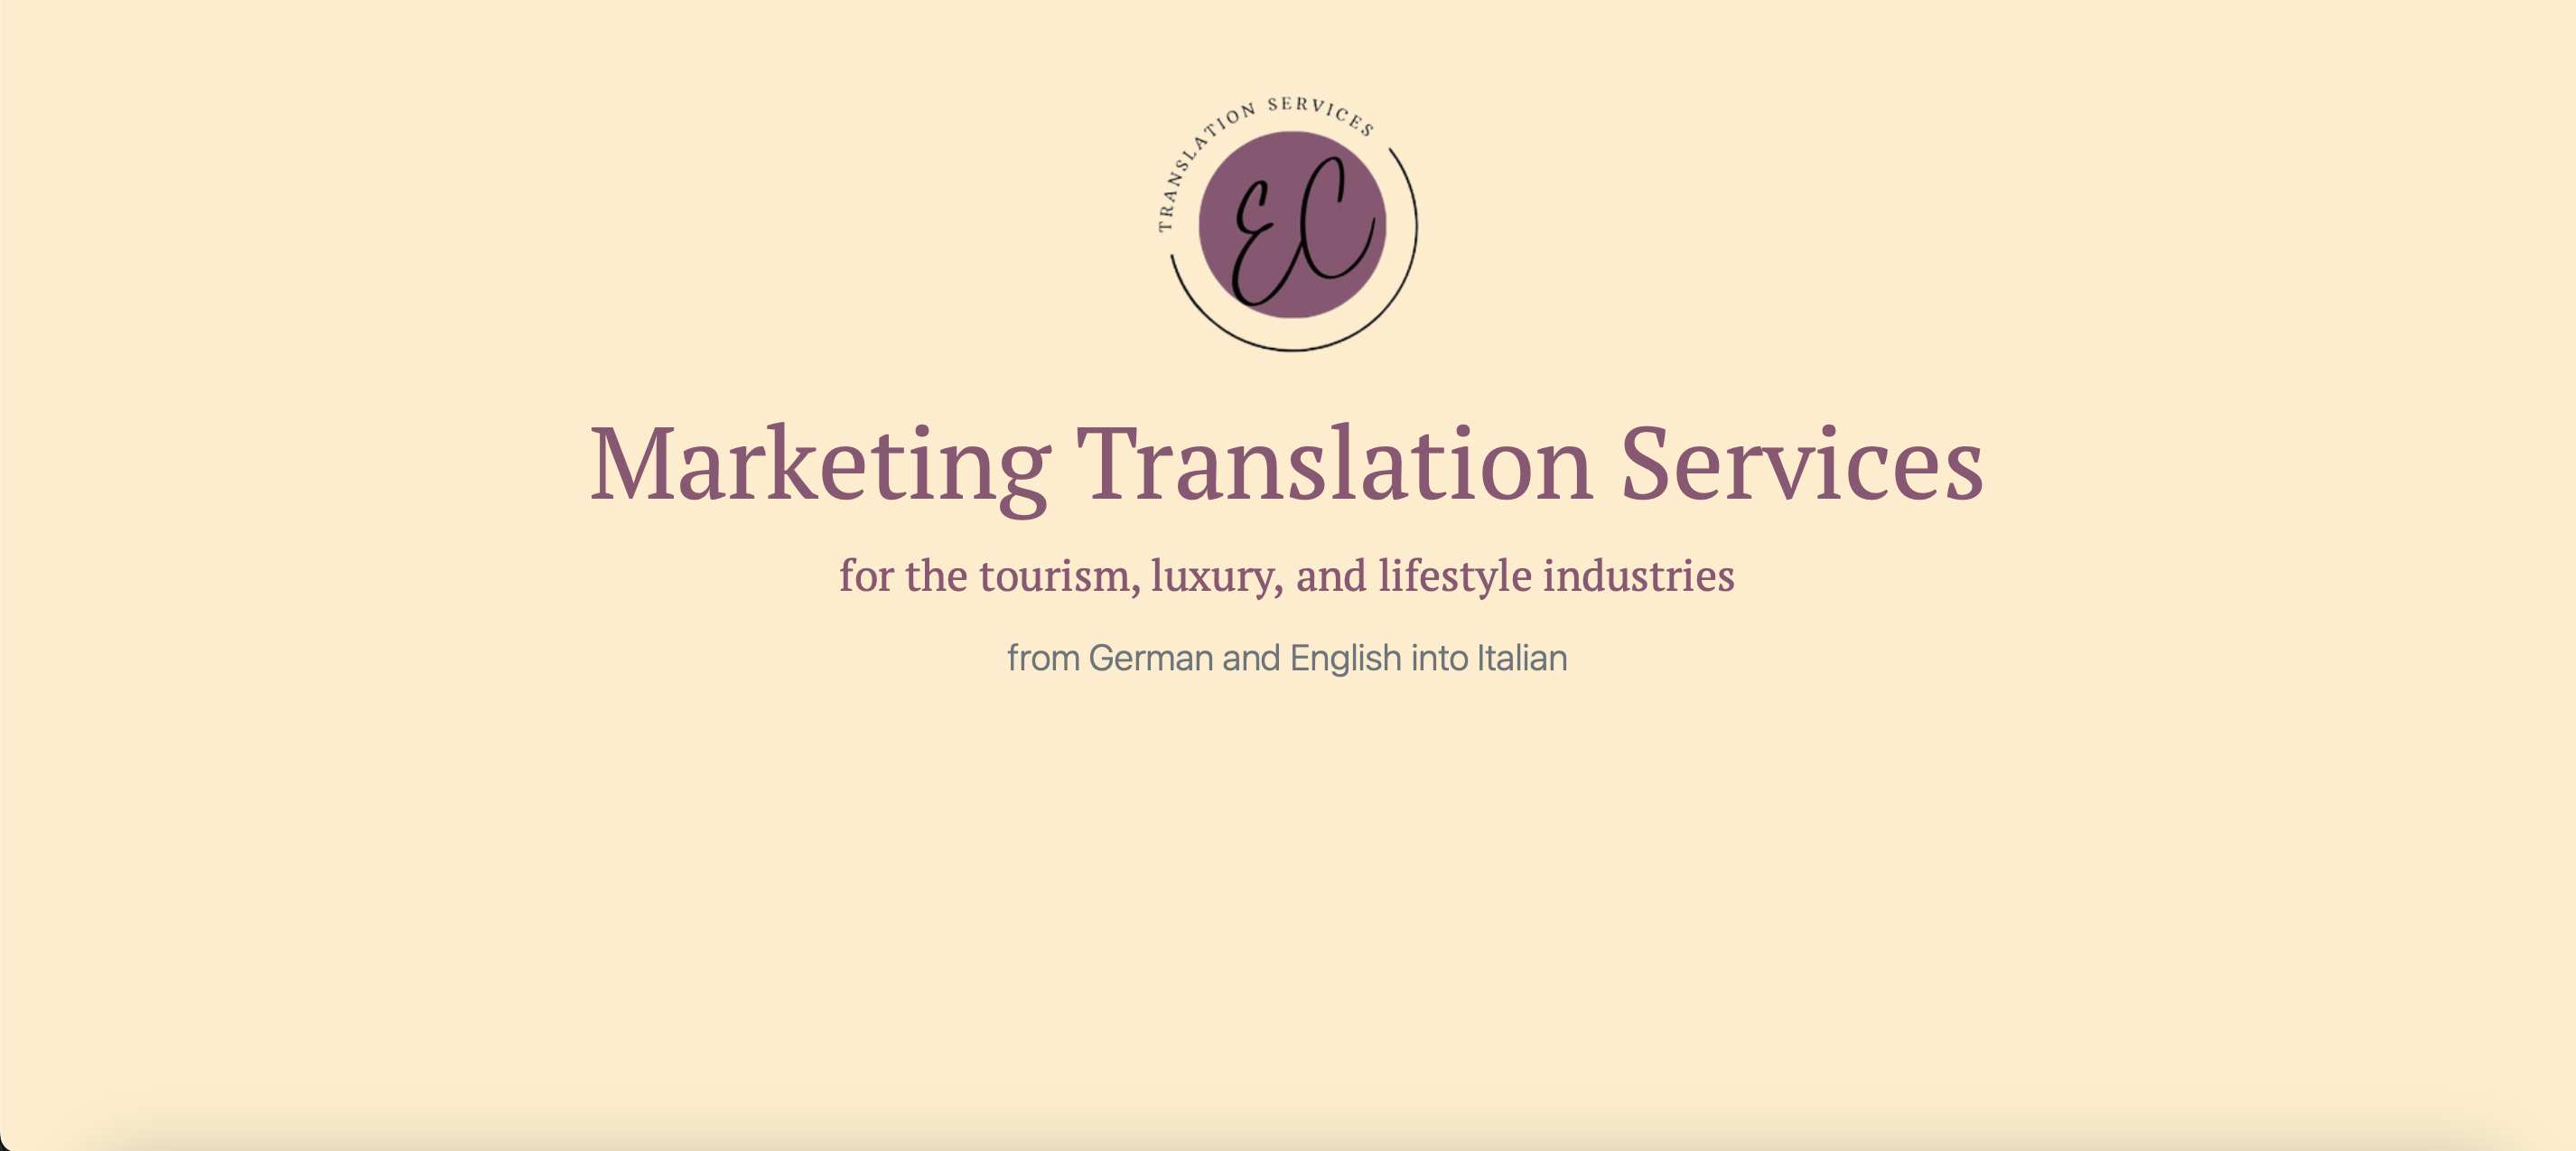 TRANSLATION SERVICES
EC
Marketing Translation Services
for the tourism, luxury, and lifestyle industries
from German and English into Italian